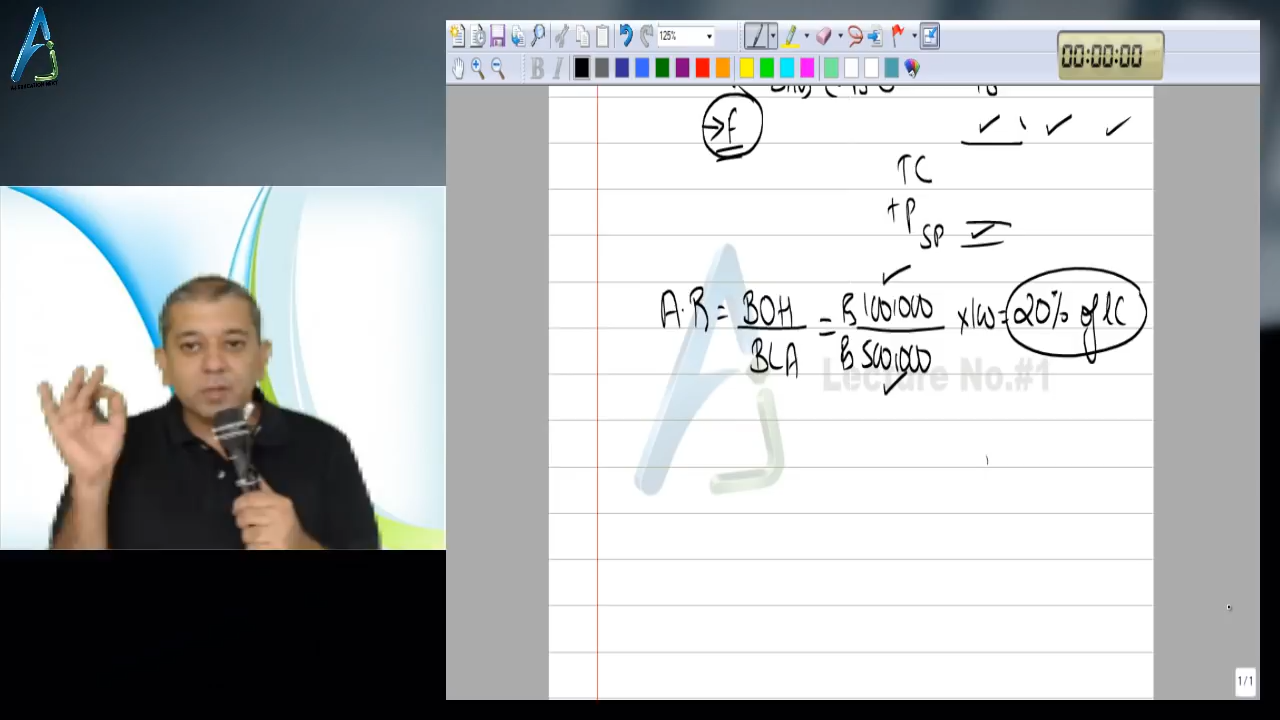 125%
00:00:00
→F
TC
+P
SP
A.R = BOH = B 100,000 x100 = 20% of LC
BLA B 500,000
Lecture No.#1
1/1